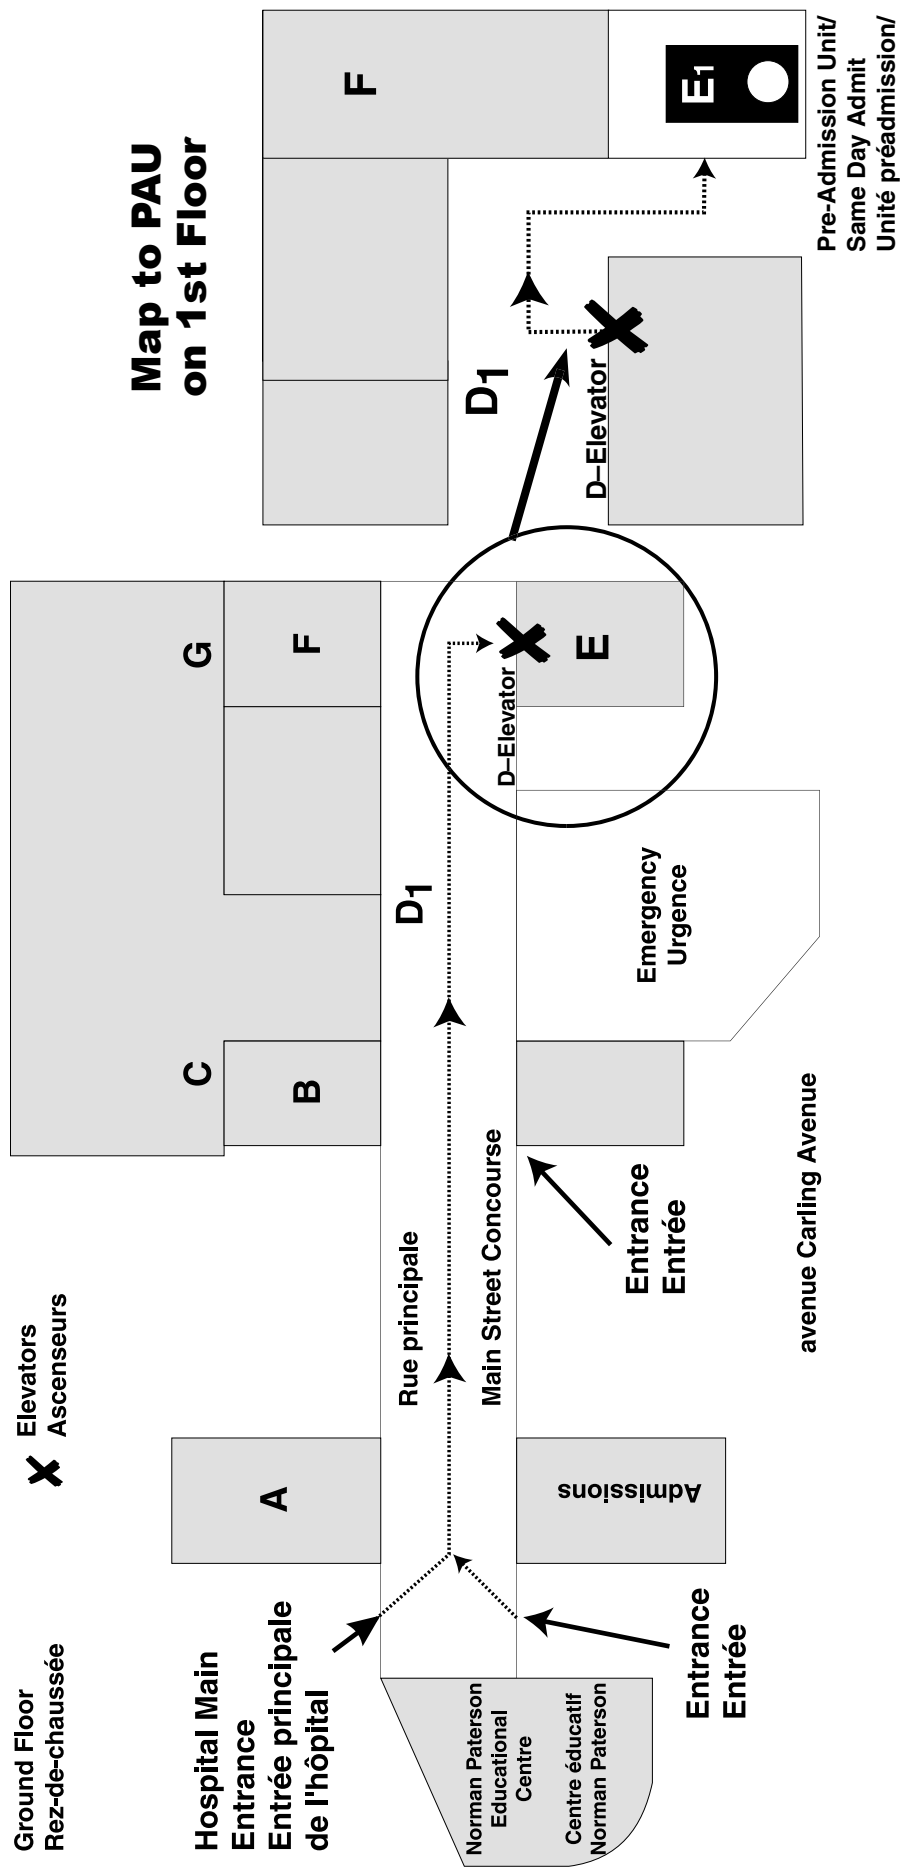 Ground Floor
Rez-de-chaussée
Elevators
Ascenseurs
Map to PAU
on 1st Floor
Hospital Main
Entrance
Entrée principale
de l'hôpital
A
C
B
G
F
F
Rue principale
Main Street Concourse
D1
D–Elevator
E
D1
D–Elevator
E1
Pre-Admission Unit/
Same Day Admit
Unité préadmission/
Norman Paterson
Educational
Centre
Centre éducatif
Norman Paterson
Admissions
Entrance
Entrée
Entrance
Entrée
Emergency
Urgence
avenue Carling Avenue